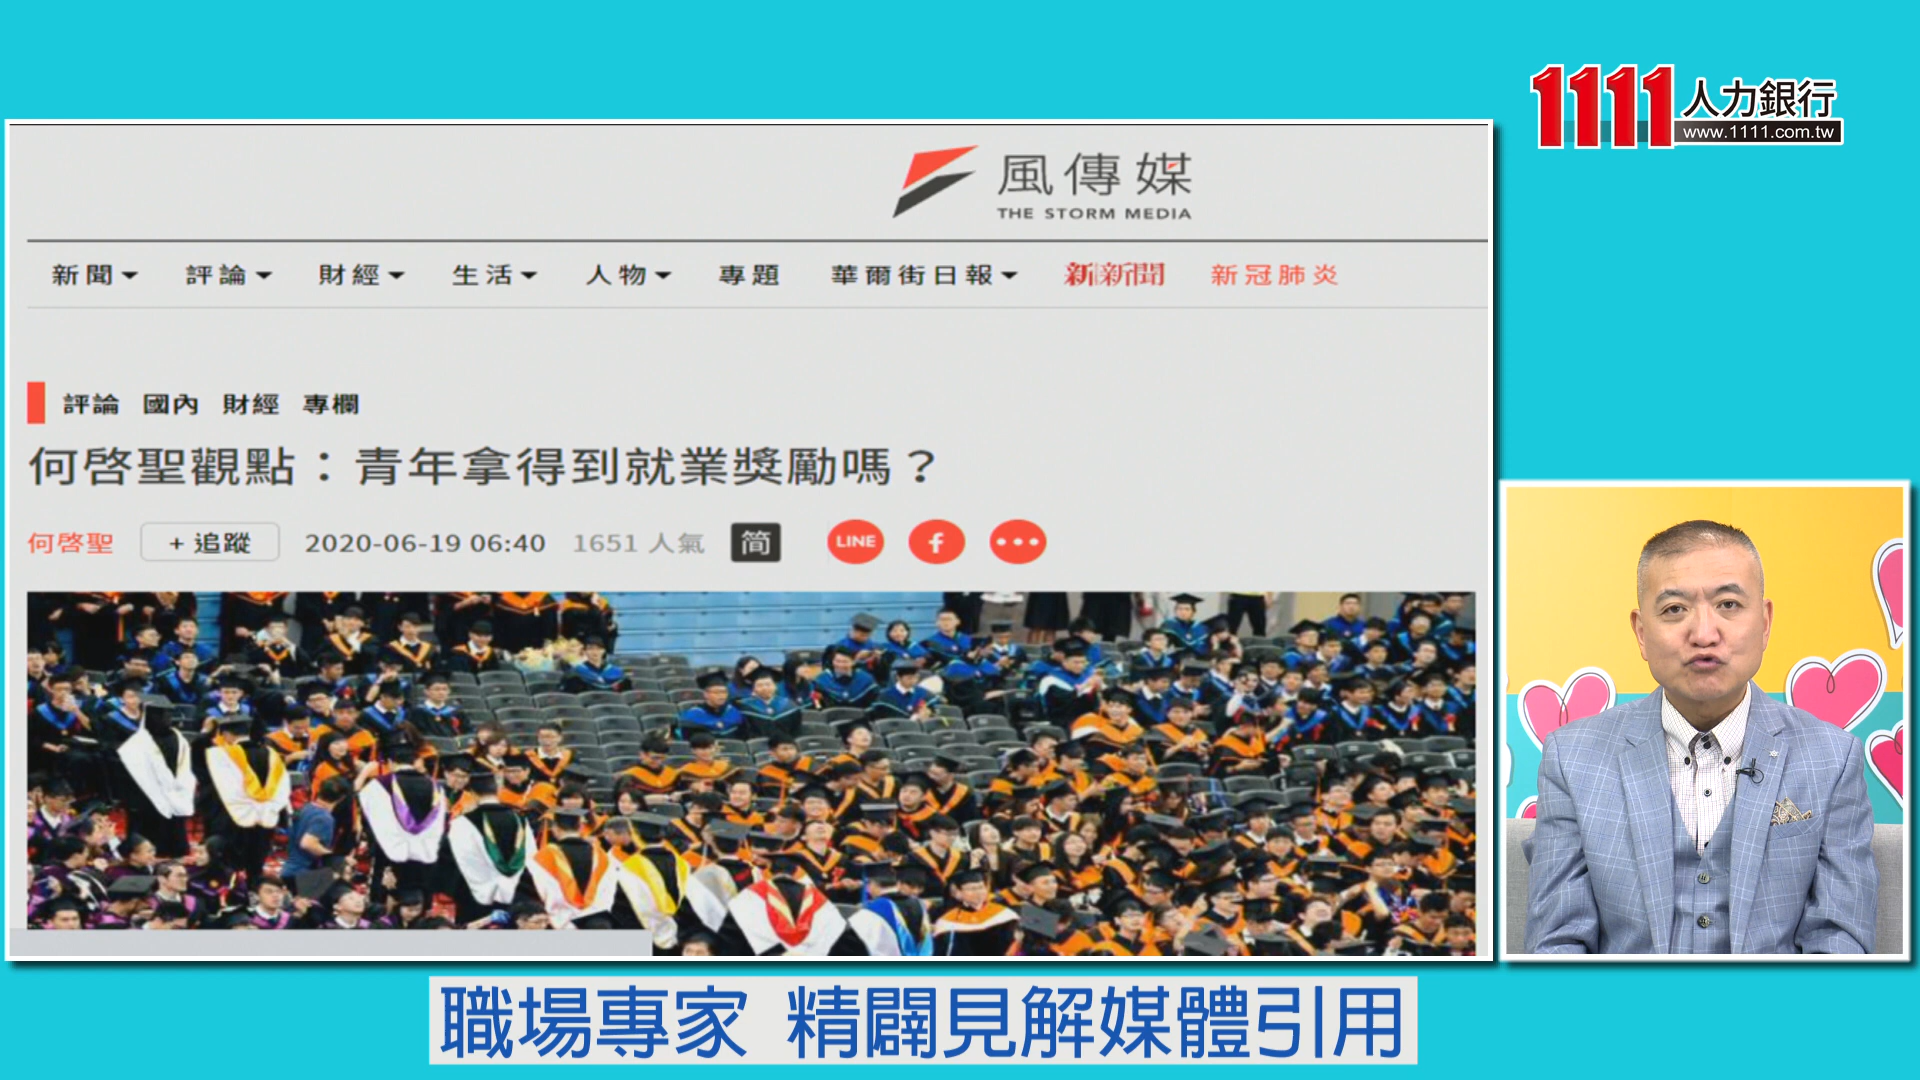 1111人力銀行
www.1111.com.tw
風傳媒
THE STORM MEDIA
新聞 評論 財經 生活 人物 專題 華爾街日報 新新聞 新冠肺炎
評論 國內 財經 專欄
何啓聖觀點：青年拿得到就業獎勵嗎？
何啓聖 + 追蹤 2020-06-19 06:40 1651 人氣 简 LINE f
職場專家 精闢見解媒體引用